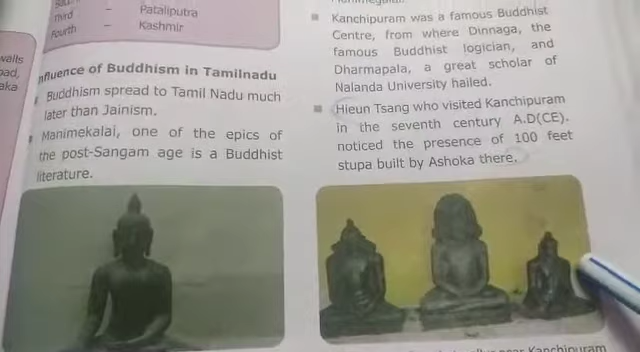 Third – Pataliputra
Fourth – Kashmir
Influence of Buddhism in Tamilnadu
Buddhism spread to Tamil Nadu much
later than Jainism.
Manimekalai, one of the epics of
the post-Sangam age is a Buddhist
literature.
Kanchipuram was a famous Buddhist
Centre, from where Dinnaga, the
famous Buddhist logician, and
Dharmapala, a great scholar of
Nalanda University hailed.
Hieun Tsang who visited Kanchipuram
in the seventh century A.D(CE).
noticed the presence of 100 feet
stupa built by Ashoka there.
near Kanchipuram